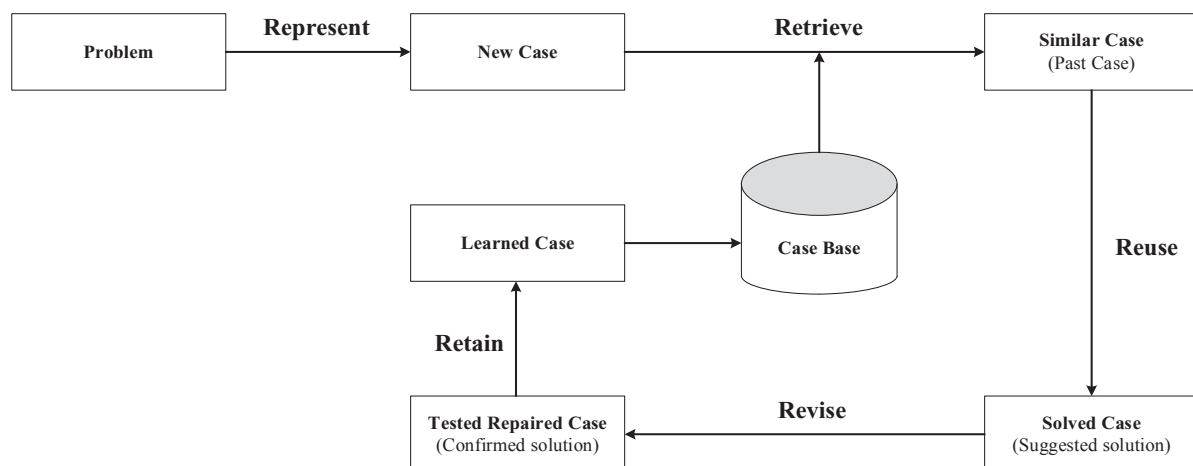 Represent
Retrieve
Problem
New Case
Similar Case
(Past Case)
Learned Case
Case Base
Reuse
Retain
Revise
Tested Repaired Case
(Confirmed solution)
Solved Case
(Suggested solution)